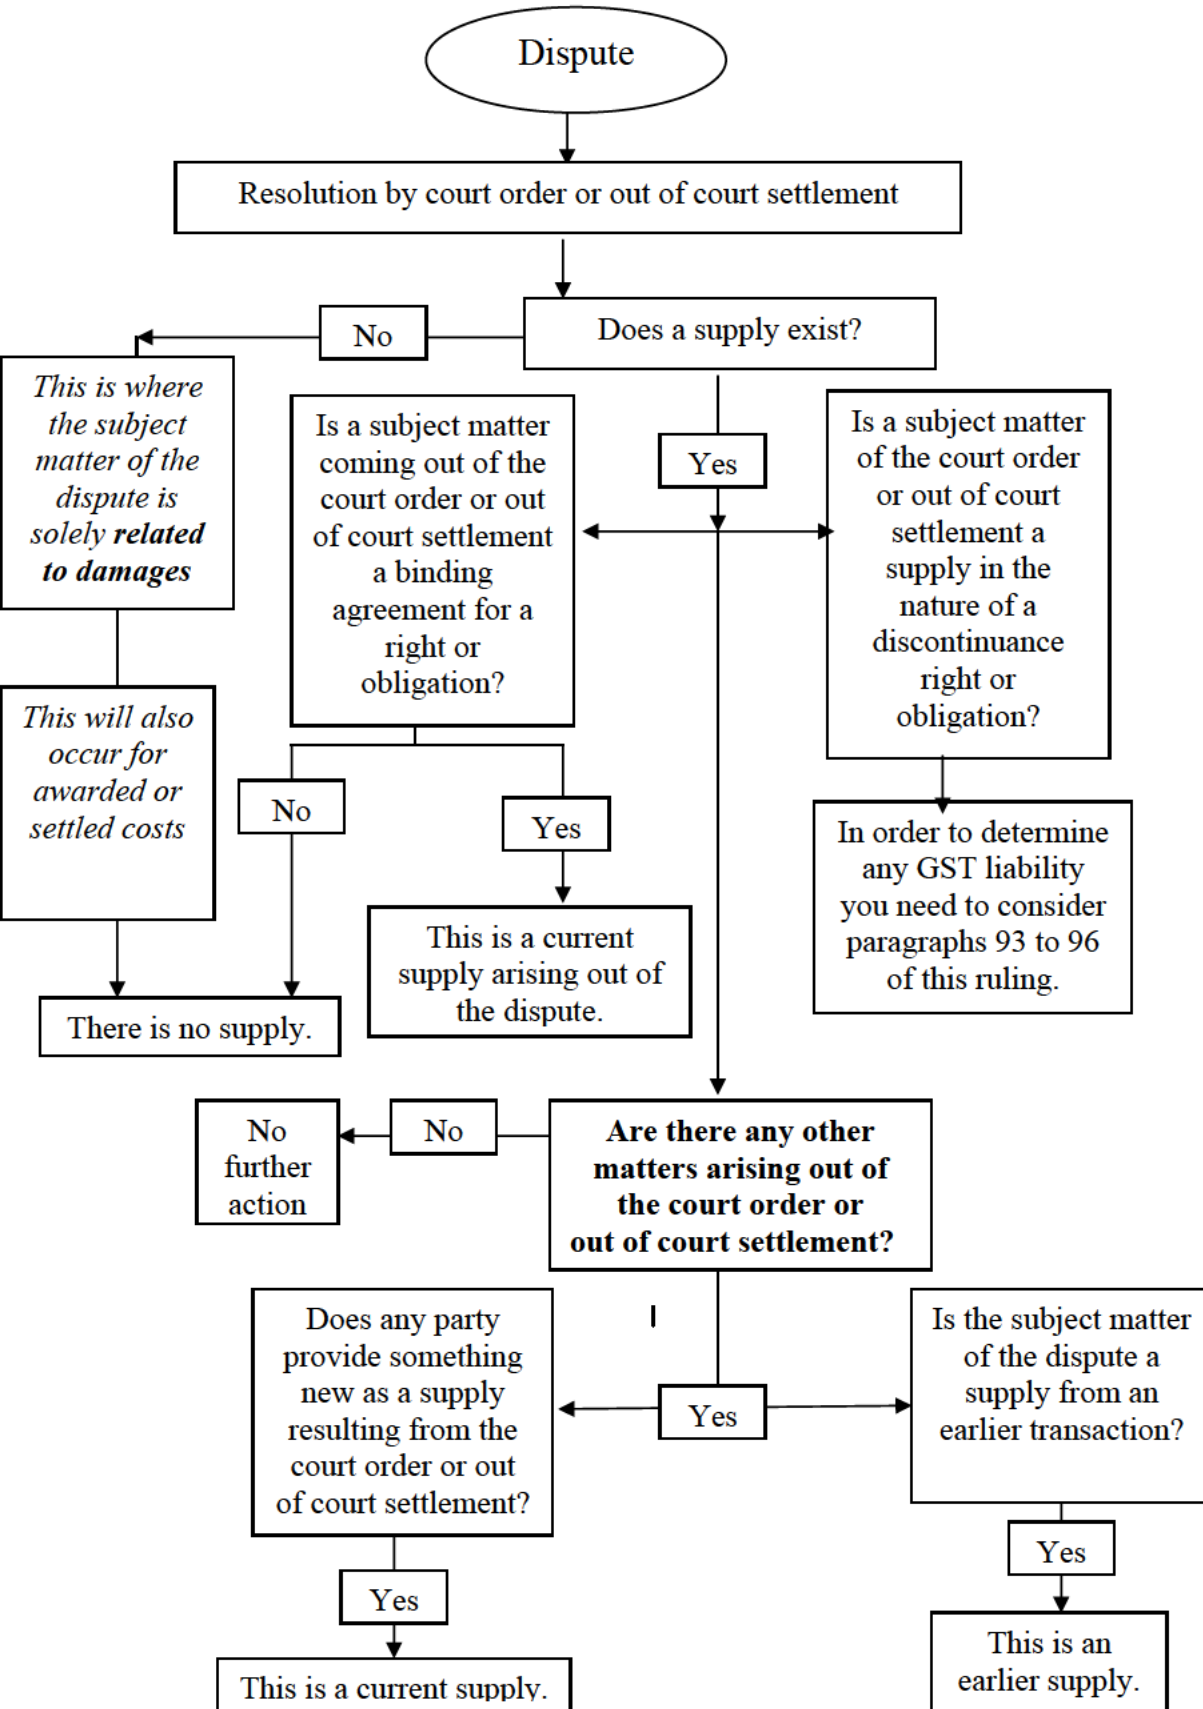 Dispute
Resolution by court order or out of court settlement
Does a supply exist?
No
This is where
the subject
matter of the
dispute is
solely related
to damages
Is a subject matter
coming out of the
court order or out
of court settlement
a binding
agreement for a
right or
obligation?
Yes
Is a subject matter
of the court order
or out of court
settlement a
supply in the
nature of a
discontinuance
right or
obligation?
This will also
occur for
awarded or
settled costs
No
Yes
In order to determine
any GST liability
you need to consider
paragraphs 93 to 96
of this ruling.
This is a current
supply arising out of
the dispute.
There is no supply.
No
further
action
No
Are there any other
matters arising out of
the court order or
out of court settlement?
Does any party
provide something
new as a supply
resulting from the
court order or out
of court settlement?
Yes
Is the subject matter
of the dispute a
supply from an
earlier transaction?
Yes
Yes
This is a current supply.
This is an
earlier supply.